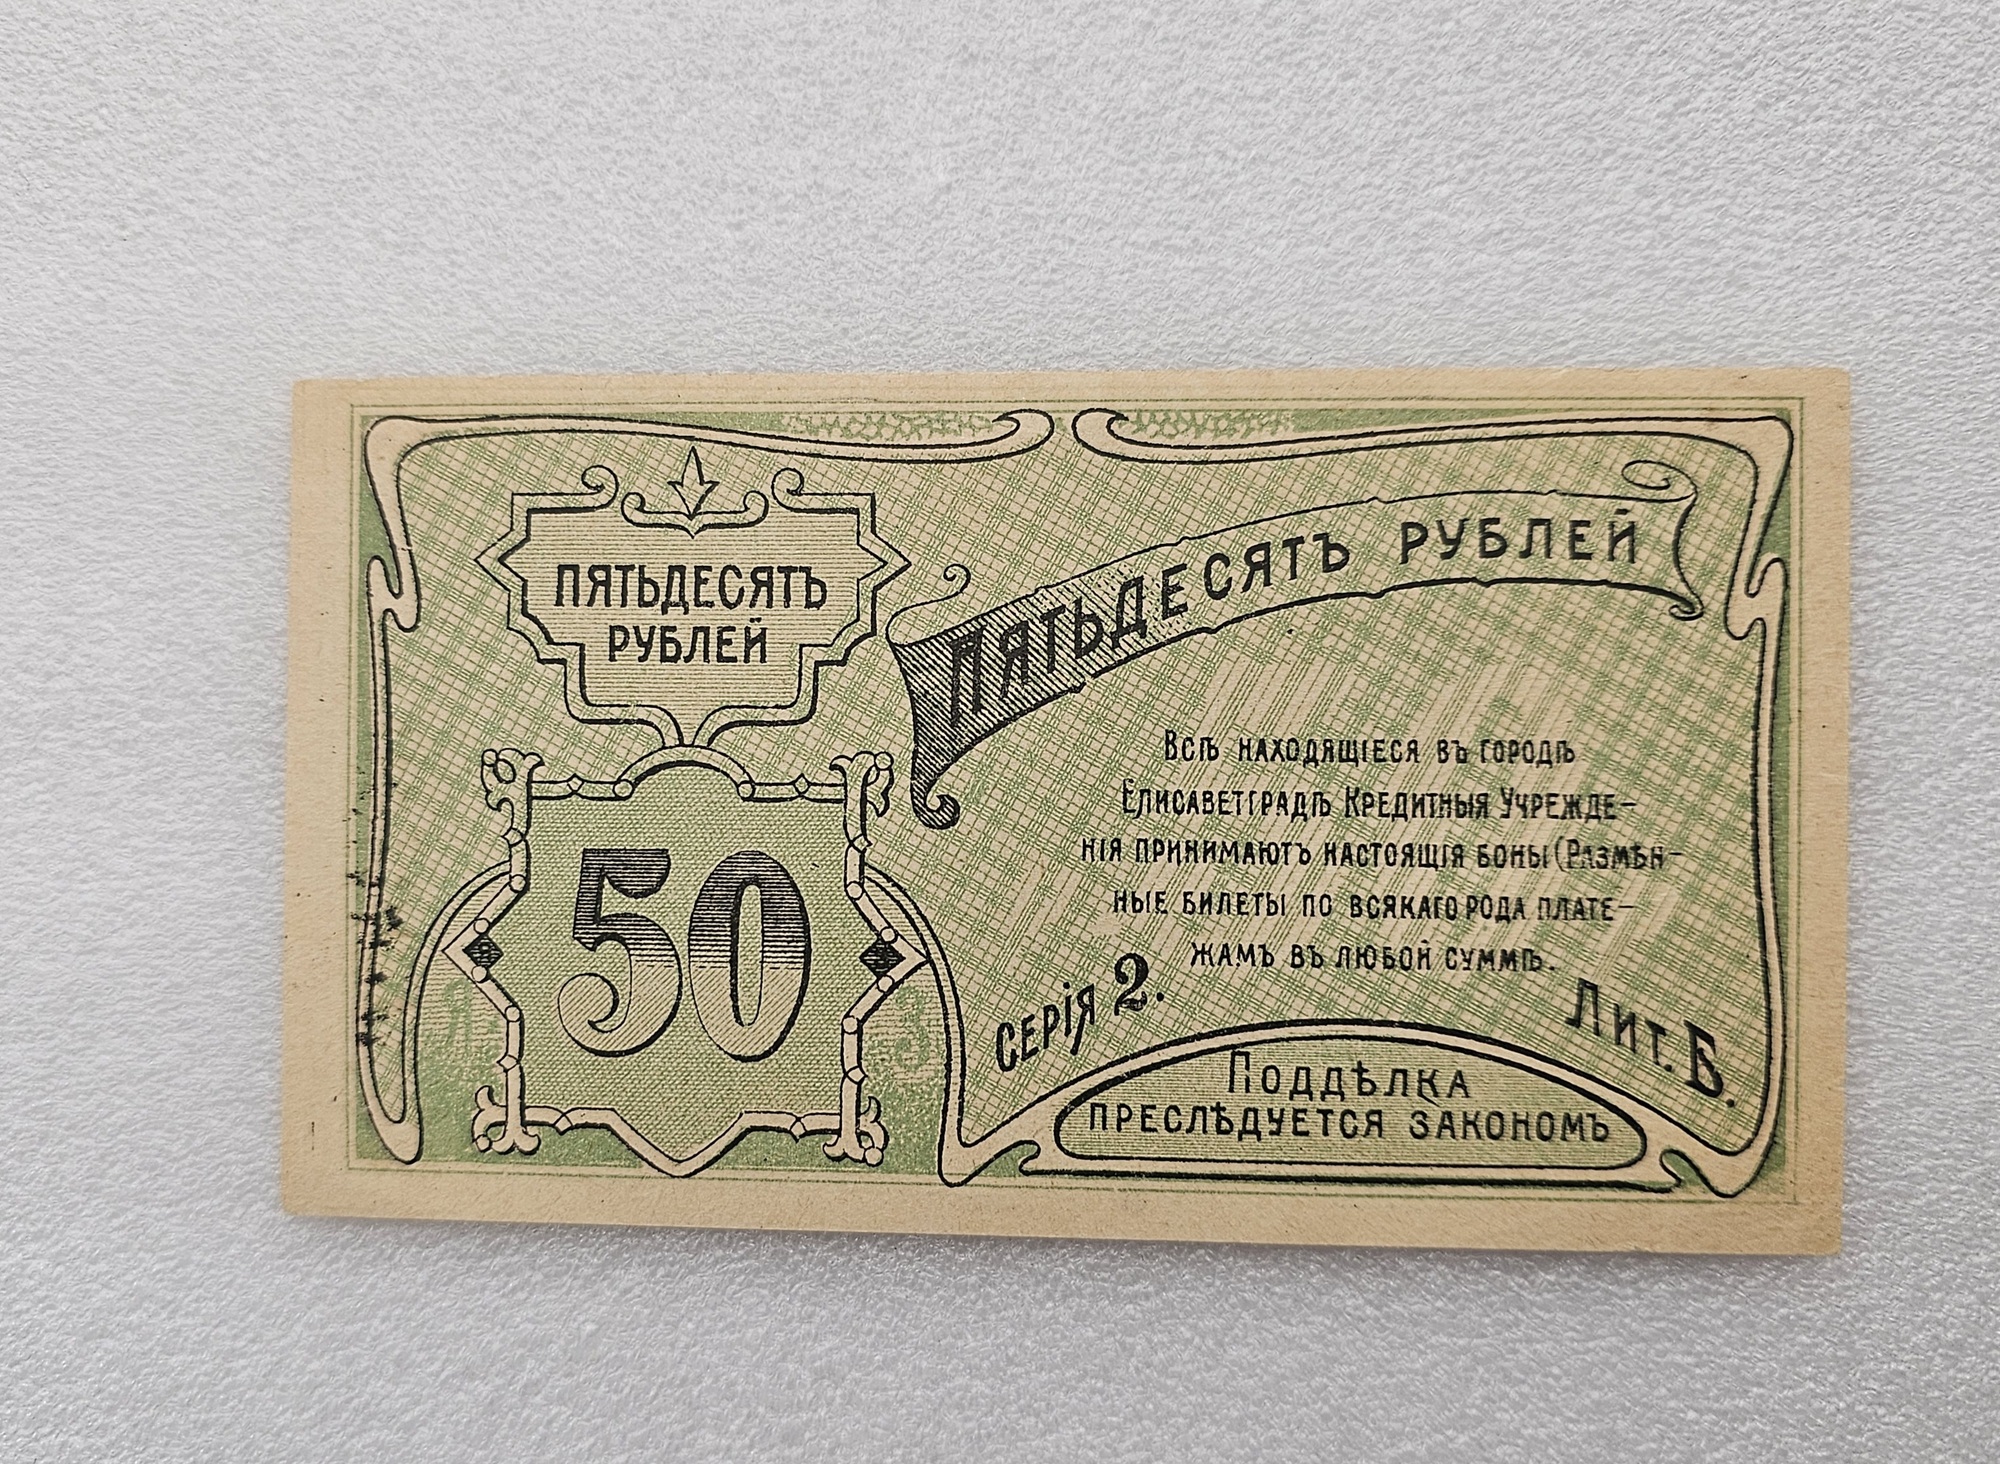 ПЯТЬДЕСЯТЪ
РУБЛЕЙ
50
ПЯТЬДЕСЯТЪ РУБЛЕЙ
Всѣ находящіеся въ городѣ
Елисаветградѣ Кредитныя Учрежде-
нія принимаютъ настоящія боны (Размѣн-
ные билеты по всякаго рода плате-
жамъ въ любой суммѣ.
Серія 2.
Лит. Б.
Поддѣлка
преслѣдуется закономъ